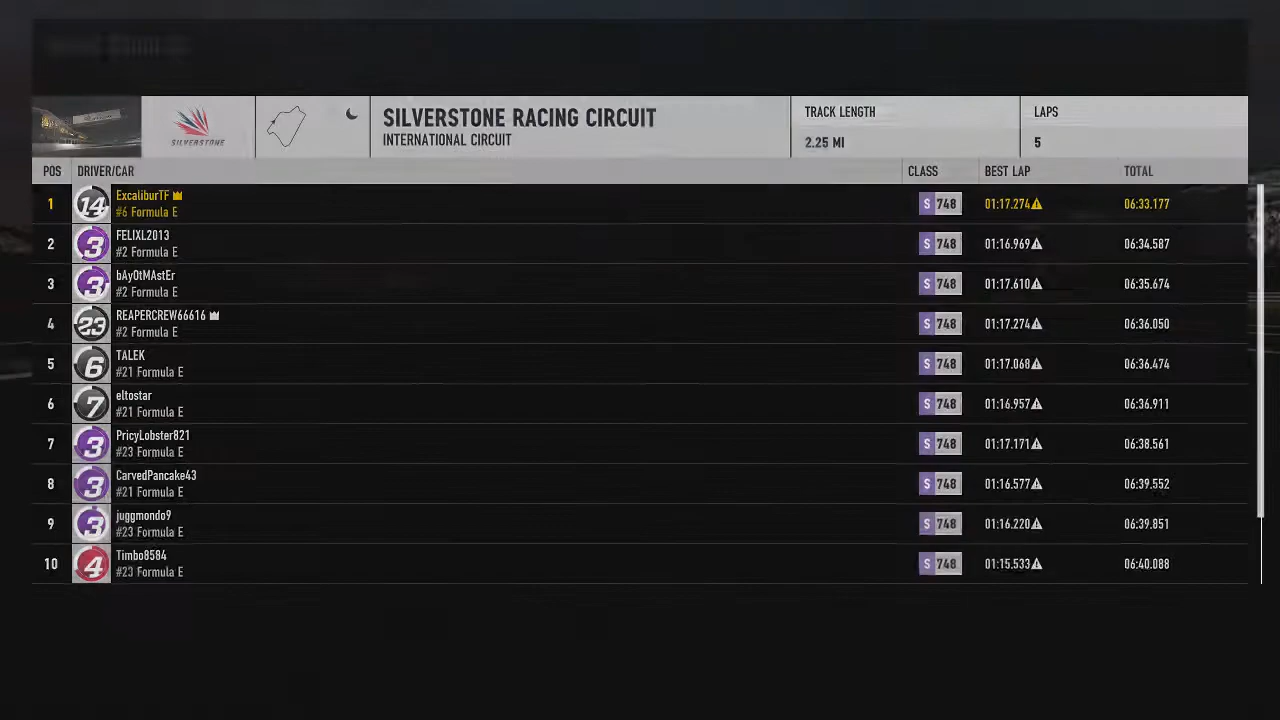 SILVERSTONE
SILVERSTONE RACING CIRCUIT
INTERNATIONAL CIRCUIT
TRACK LENGTH
2.25 MI
LAPS
5
POS DRIVER/CAR CLASS BEST LAP TOTAL
1 14 ExcaliburTF S 748 01:17.274 06:33.177
#6 Formula E
2 3 FELIXL2013 S 748 01:16.969 06:34.587
#2 Formula E
3 3 bAyOtMAstEr S 748 01:17.610 06:35.674
#2 Formula E
4 23 REAPERCREW66616 S 748 01:17.274 06:36.050
#2 Formula E
5 6 TALEK S 748 01:17.068 06:36.474
#21 Formula E
6 7 eltostar S 748 01:16.957 06:36.911
#21 Formula E
7 3 PricyLobster821 S 748 01:17.171 06:38.561
#23 Formula E
8 3 CarvedPancake43 S 748 01:16.577 06:39.552
#21 Formula E
9 3 juggmondo9 S 748 01:16.220 06:39.851
#23 Formula E
10 4 Timbo8584 S 748 01:15.533 06:40.088
#23 Formula E